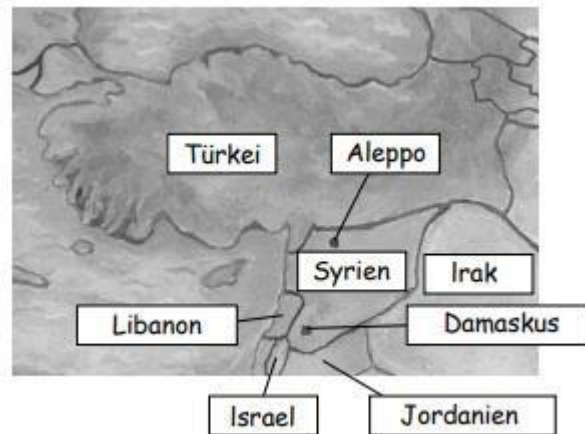 Türkei
Aleppo
Syrien
Irak
Libanon
Damaskus
Israel
Jordanien